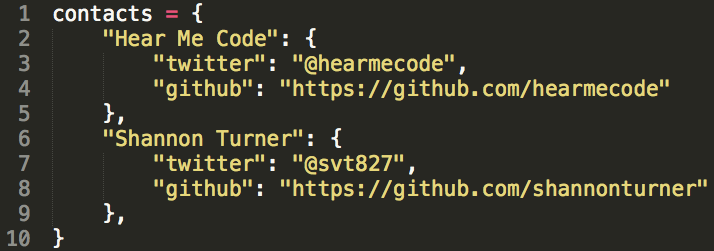 1 contacts = {
2     "Hear Me Code": {
3         "twitter": "@hearmecode",
4         "github": "https://github.com/hearmecode"
5     },
6     "Shannon Turner": {
7         "twitter": "@svt827",
8         "github": "https://github.com/shannonturner"
9     },
10 }